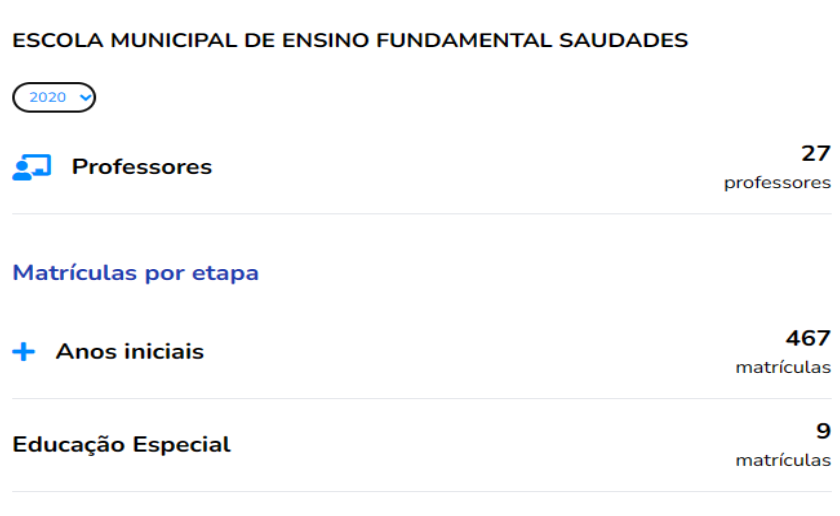 ESCOLA MUNICIPAL DE ENSINO FUNDAMENTAL SAUDADES
2020
Professores
27
professores
Matrículas por etapa
Anos iniciais
467
matrículas
Educação Especial
9
matrículas